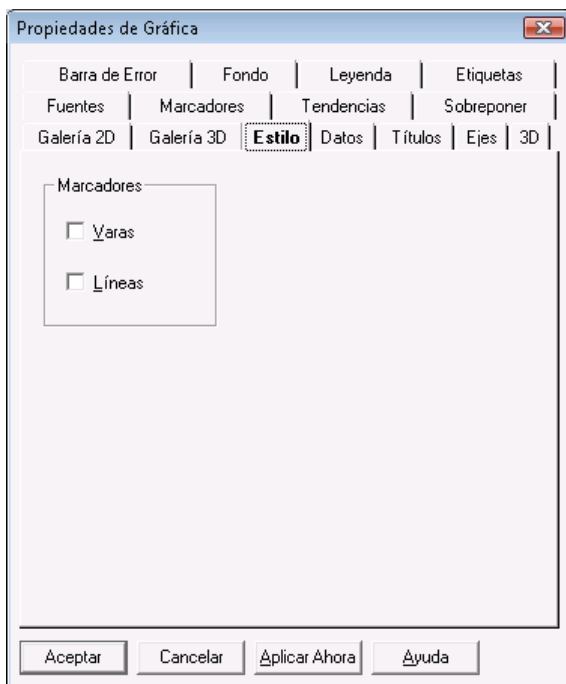 Propiedades de Gráfica
Barra de Error Fondo Leyenda Etiquetas
Fuentes Marcadores Tendencias Sobreponer
Galería 2D Galería 3D Estilo Datos Títulos Ejes 3D
Marcadores
Varas
Líneas
Aceptar Cancelar Aplicar Ahora Ayuda